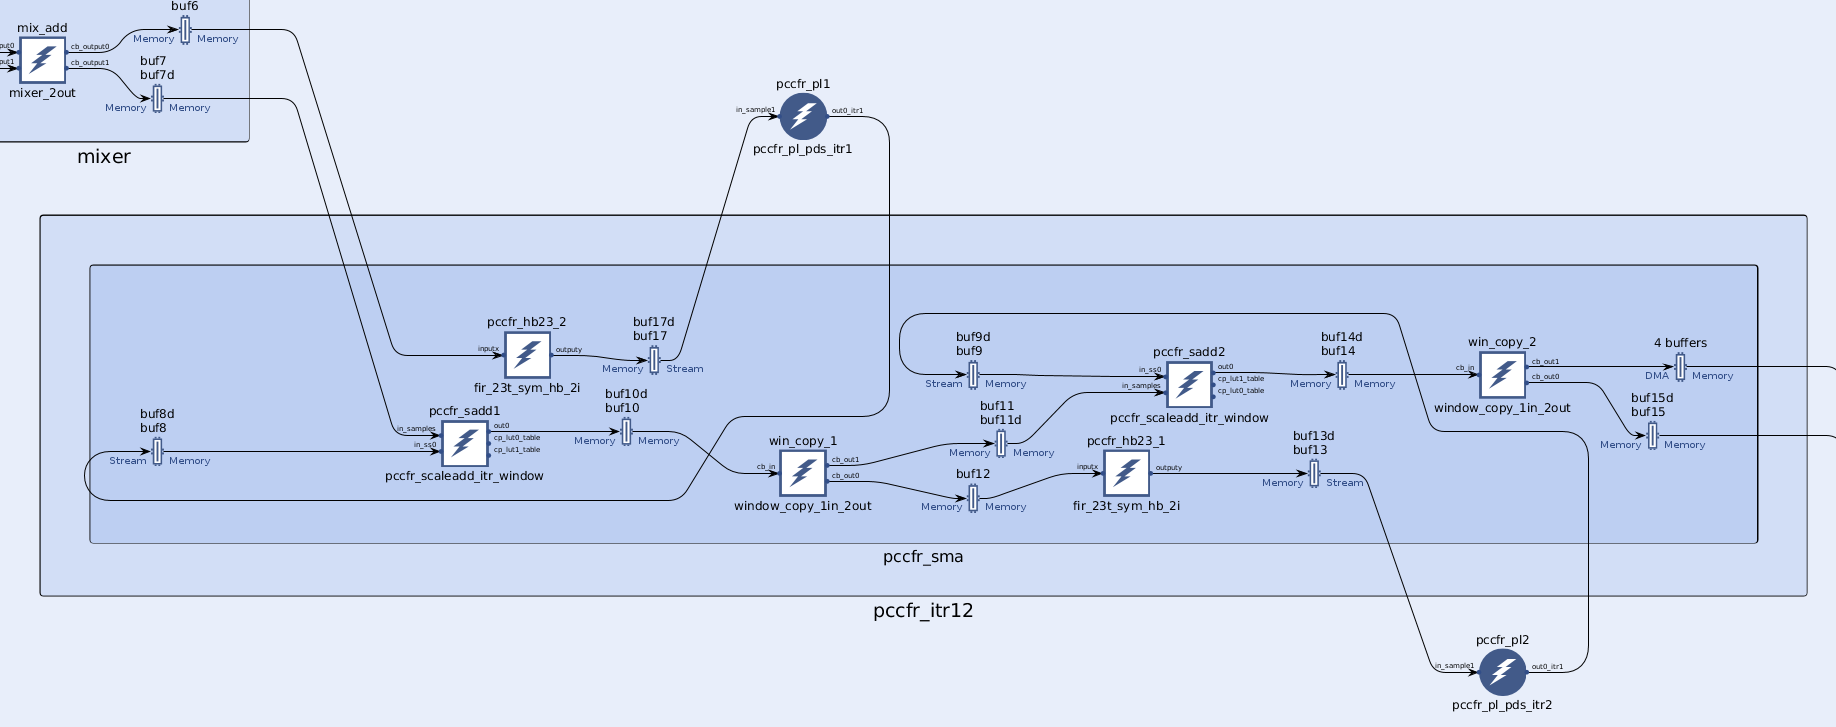 buf6
mix_add
put0
cb_output0
Memory
Memory
put1
cb_output1
buf7
buf7d
mixer_2out
Memory
Memory
mixer
pccfr_pl1
in_sample1
out0_itr1
pccfr_pl_pds_itr1
pccfr_hb23_2
inputx
outputy
fir_23t_sym_hb_2i
buf17d
buf17
Memory
Stream
buf8d
buf8
Stream
Memory
pccfr_sadd1
in_samples
in_ss0
out0
cp_lut0_table
cp_lut1_table
pccfr_scaleadd_itr_window
buf10d
buf10
Memory
Memory
win_copy_1
cb_in
cb_out1
cb_out0
window_copy_1in_2out
buf9d
buf9
Stream
Memory
buf11
buf11d
Memory
Memory
buf12
Memory
Memory
pccfr_sadd2
in_ss0
in_samples
out0
cp_lut1_table
cp_lut0_table
pccfr_scaleadd_itr_window
pccfr_hb23_1
inputx
outputy
fir_23t_sym_hb_2i
buf14d
buf14
Memory
Memory
buf13d
buf13
Memory
Stream
win_copy_2
cb_in
cb_out1
cb_out0
window_copy_1in_2out
4 buffers
DMA
Memory
buf15d
buf15
Memory
Memory
pccfr_sma
pccfr_itr12
pccfr_pl2
in_sample1
out0_itr1
pccfr_pl_pds_itr2